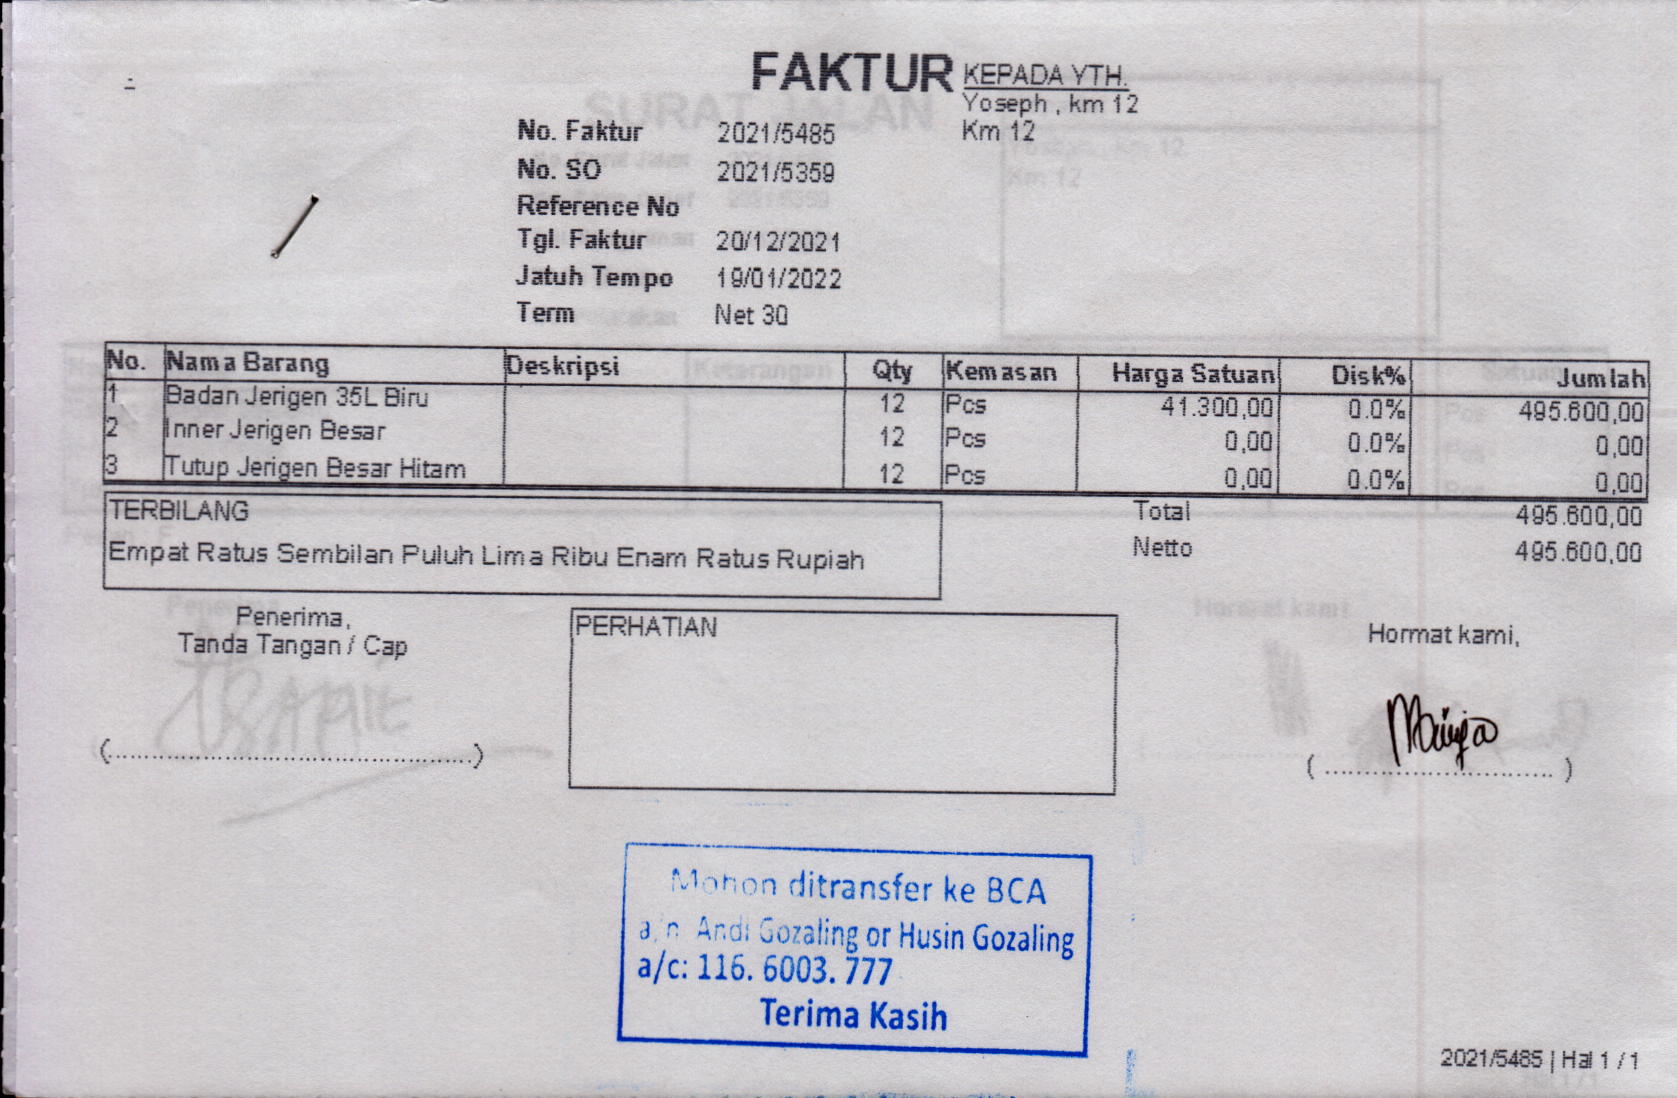 FAKTUR
KEPADA YTH.
Yoseph , km 12
Km 12
No. Faktur 2021/5485
No. SO 2021/5359
Reference No
Tgl. Faktur 20/12/2021
Jatuh Tempo 19/01/2022
Term Net 30
No. Nama Barang Deskripsi Qty Kemasan Harga Satuan Disk% Jumlah
1 Badan Jerigen 35L Biru 12 Pcs 41.300,00 0.0% 495.600,00
2 Inner Jerigen Besar 12 Pcs 0,00 0.0% 0,00
3 Tutup Jerigen Besar Hitam 12 Pcs 0,00 0.0% 0,00
TERBILANG
Empat Ratus Sembilan Puluh Lima Ribu Enam Ratus Rupiah
Total 495.600,00
Netto 495.600,00
Penerima,
Tanda Tangan / Cap
(..............................................)
PERHATIAN
Hormat kami,
( ............................ )
Mohon ditransfer ke BCA
a/n Andi Gozaling or Husin Gozaling
a/c: 116. 6003. 777
Terima Kasih
2021/5485 | Hal 1 / 1